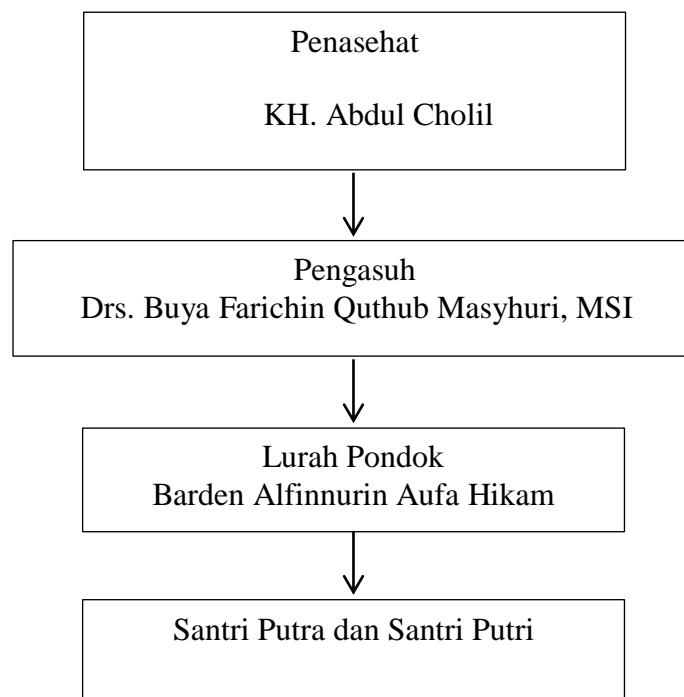 Penasehat
KH. Abdul Cholil
Pengasuh
Drs. Buya Farichin Quthub Masyhuri, MSI
Lurah Pondok
Barden Alfinnurin Aufa Hikam
Santri Putra dan Santri Putri